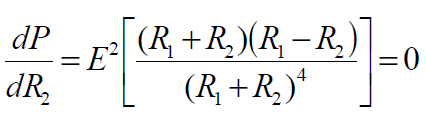 dP/dR₂ = E² [ (R₁ + R₂)(R₁ − R₂) / (R₁ + R₂)⁴ ] = 0